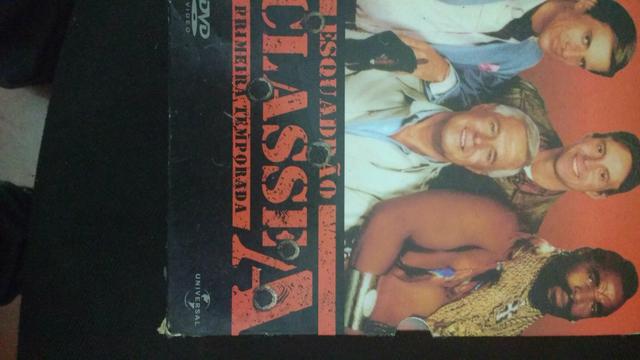 ESQUADRÃO
CLASSE A
PRIMEIRA TEMPORADA
DVD
VIDEO
UNIVERSAL